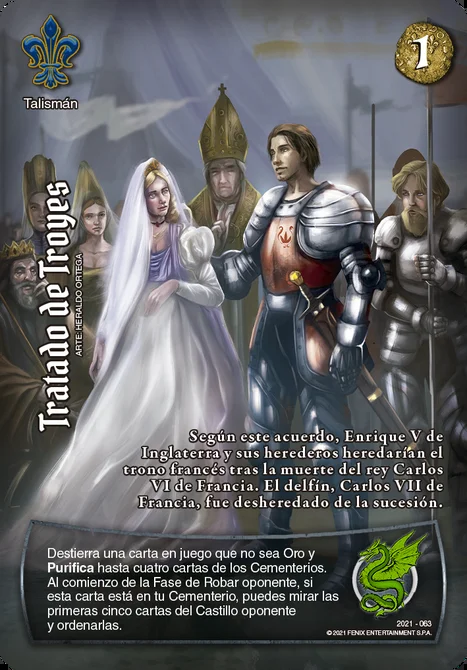 1
Talismán
Tratado de Troyes
ARTE: HERALDO ORTEGA
Según este acuerdo, Enrique V de
Inglaterra y sus herederos heredarían el
trono francés tras la muerte del rey Carlos
VI de Francia. El delfín, Carlos VII de
Francia, fue desheredado de la sucesión.
Destierra una carta en juego que no sea Oro y
Purifica hasta cuatro cartas de los Cementerios.
Al comienzo de la Fase de Robar oponente, si
esta carta está en tu Cementerio, puedes mirar las
primeras cinco cartas del Castillo oponente
y ordenarlas.
2021 - 063
© 2021 FENIX ENTERTAINMENT S.P.A.